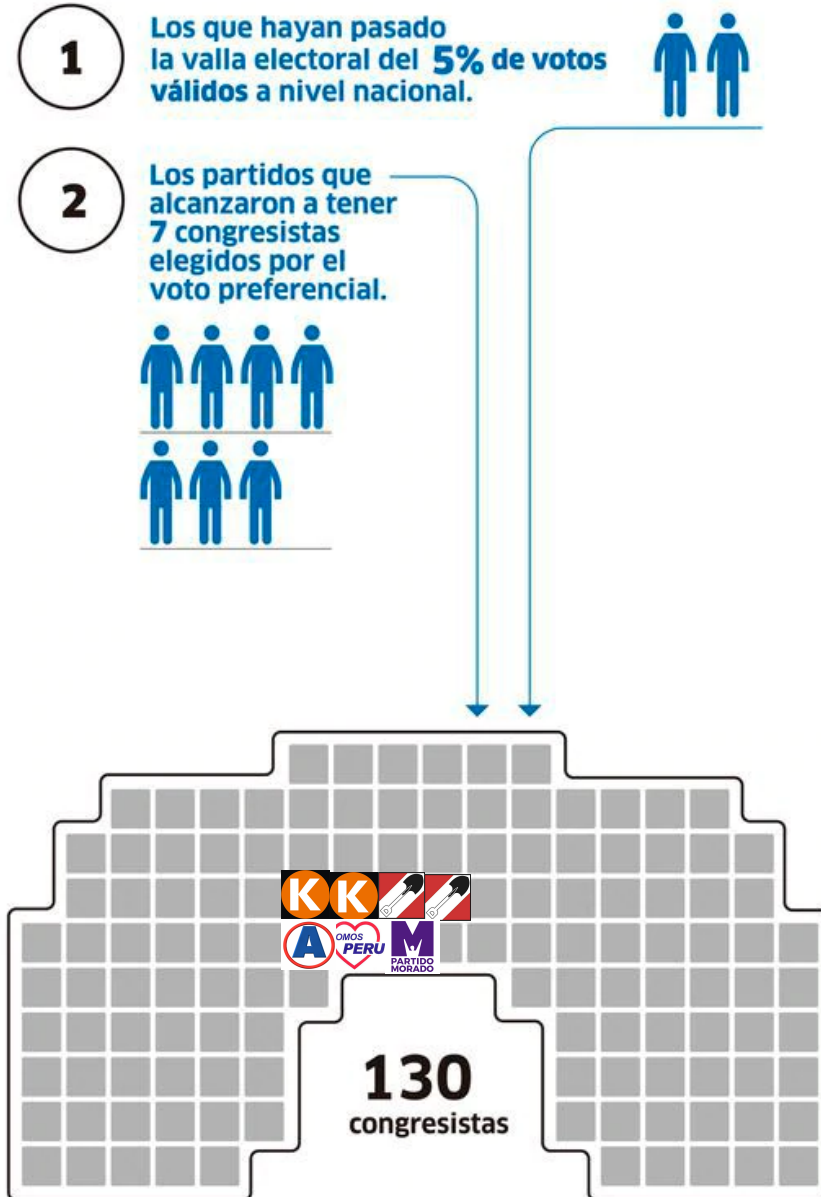 1
Los que hayan pasado
la valla electoral del 5% de votos
válidos a nivel nacional.
2
Los partidos que
alcanzaron a tener
7 congresistas
elegidos por el
voto preferencial.
K K
A OMOS PERU M PARTIDO MORADO
130
congresistas